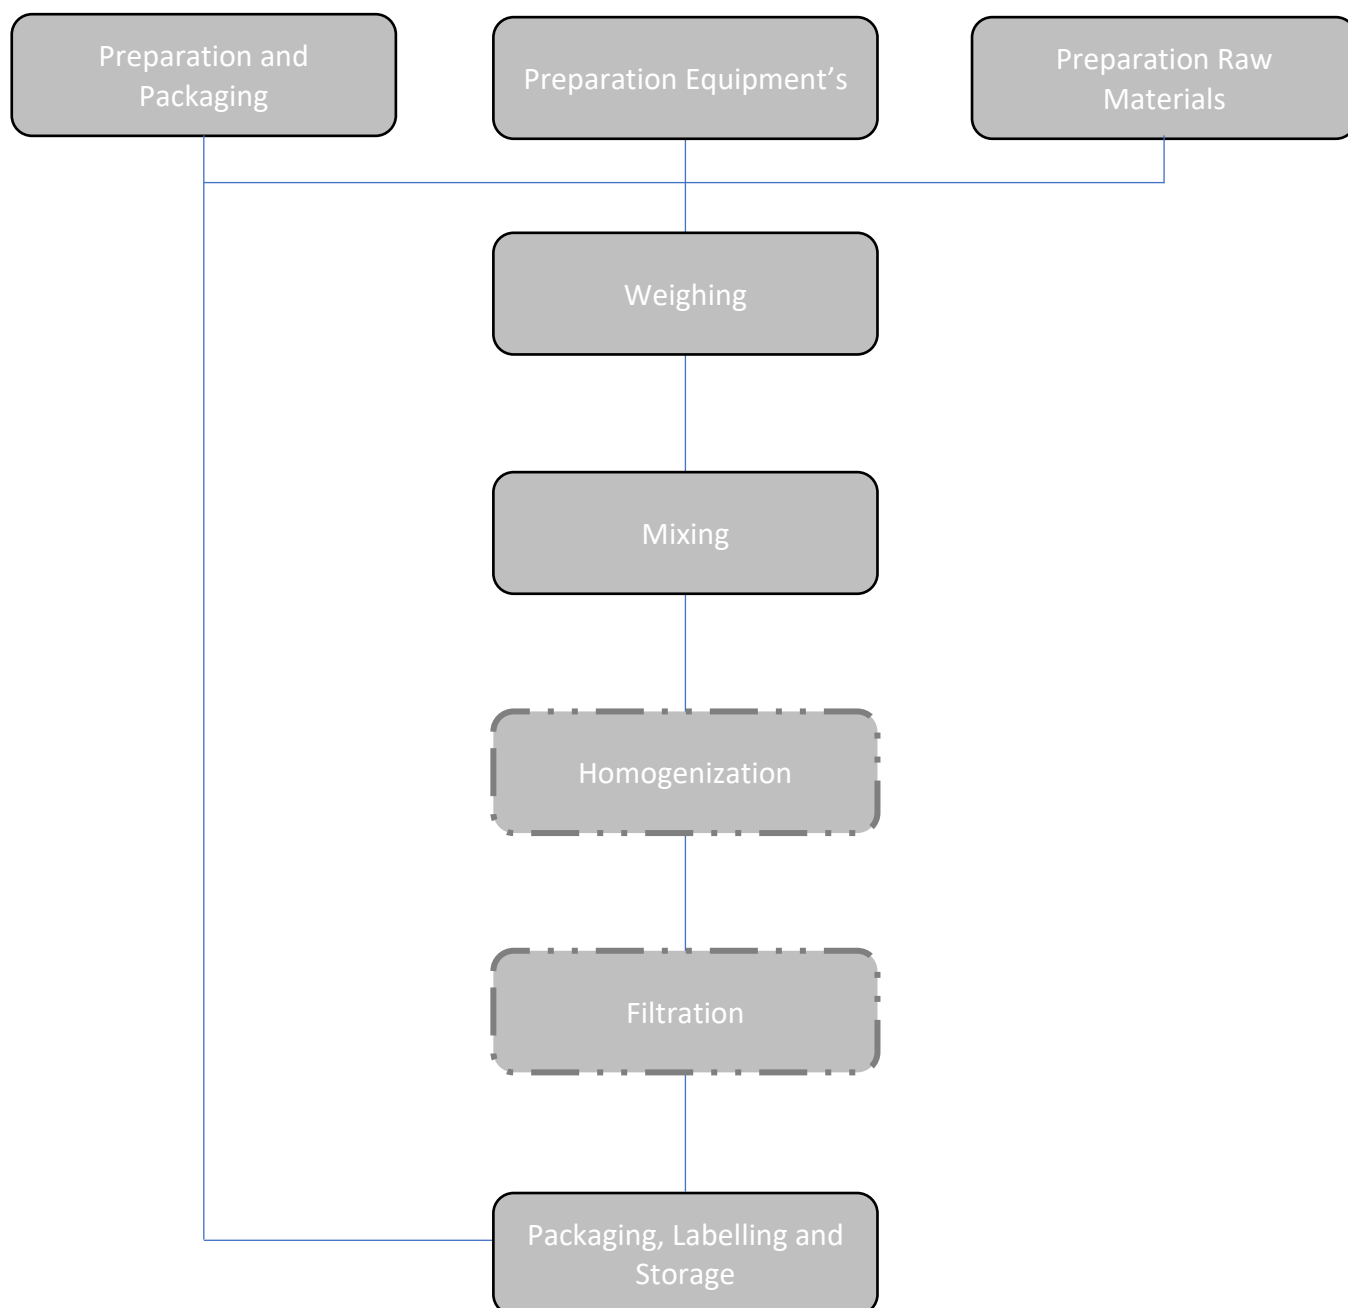 Preparation and
Packaging
Preparation Equipment’s
Preparation Raw
Materials
Weighing
Mixing
Homogenization
Filtration
Packaging, Labelling and
Storage